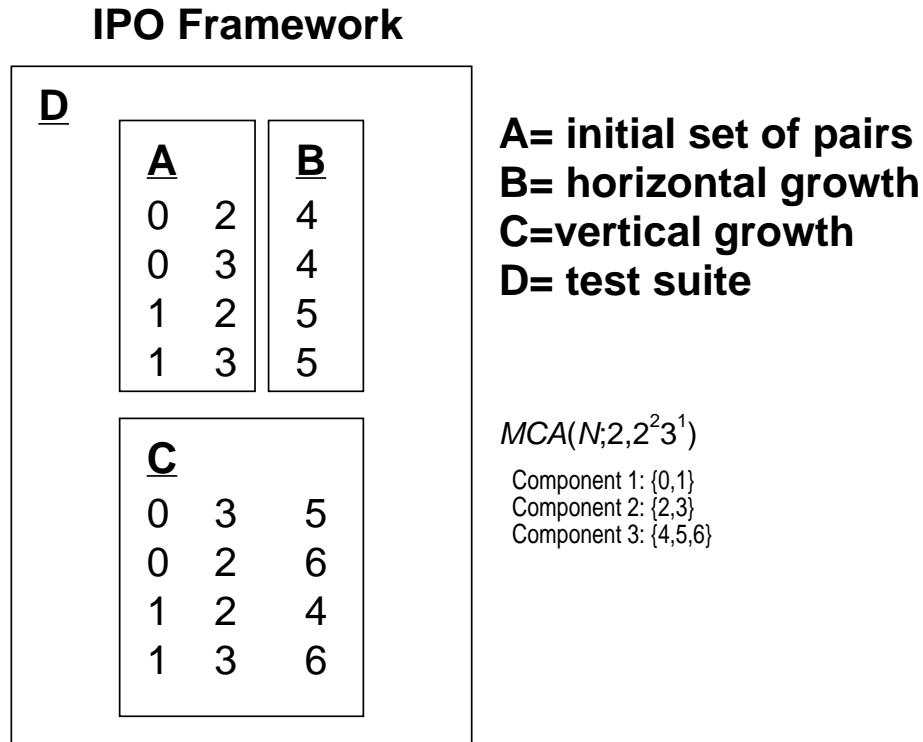 IPO Framework
D
A B
0 2 4
0 3 4
1 2 5
1 3 5
C
0 3 5
0 2 6
1 2 4
1 3 6
A= initial set of pairs
B= horizontal growth
C=vertical growth
D= test suite
MCA(N;2,2²3¹)
Component 1: {0,1}
Component 2: {2,3}
Component 3: {4,5,6}